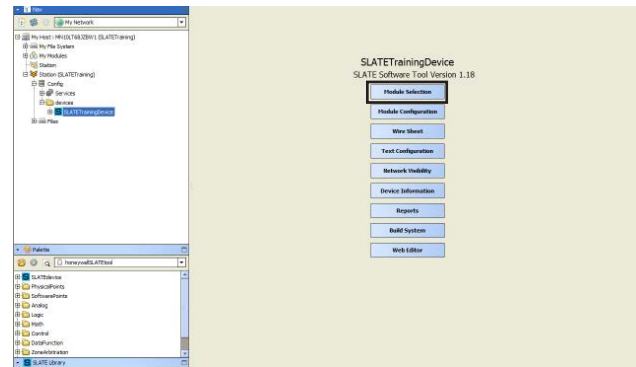 Nav
My Network
My Host : MN10LT68JZBW1 (SLATETraining)
My File System
My Modules
Station
Station (SLATETraining)
Config
Services
devices
SLATETrainingDevice
Files
Palette
honeywellSLATEtool
SLATEdevice
PhysicalPoints
SoftwarePoints
Analog
Logic
Math
Control
DataFunction
ZoneArbitration
SLATE Library
SLATETrainingDevice
SLATE Software Tool Version 1.18
Module Selection
Module Configuration
Wire Sheet
Text Configuration
Network Visibility
Device Information
Reports
Build System
Web Editor